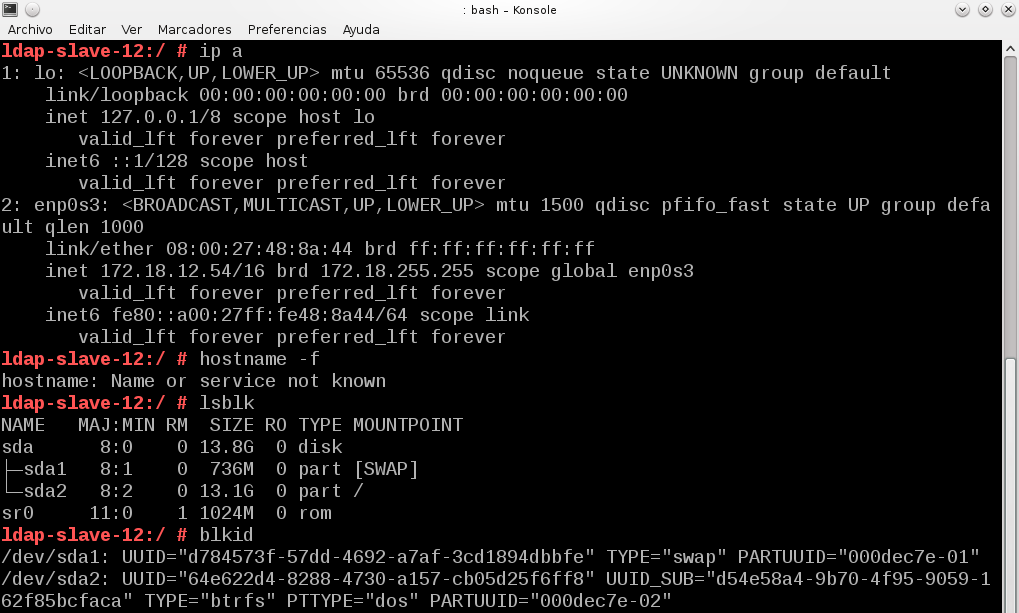 : bash – Konsole
Archivo Editar Ver Marcadores Preferencias Ayuda
ldap-slave-12:/ # ip a
1: lo: <LOOPBACK,UP,LOWER_UP> mtu 65536 qdisc noqueue state UNKNOWN group default
    link/loopback 00:00:00:00:00:00 brd 00:00:00:00:00:00
    inet 127.0.0.1/8 scope host lo
       valid_lft forever preferred_lft forever
    inet6 ::1/128 scope host
       valid_lft forever preferred_lft forever
2: enp0s3: <BROADCAST,MULTICAST,UP,LOWER_UP> mtu 1500 qdisc pfifo_fast state UP group defa
ult qlen 1000
    link/ether 08:00:27:48:8a:44 brd ff:ff:ff:ff:ff:ff
    inet 172.18.12.54/16 brd 172.18.255.255 scope global enp0s3
       valid_lft forever preferred_lft forever
    inet6 fe80::a00:27ff:fe48:8a44/64 scope link
       valid_lft forever preferred_lft forever
ldap-slave-12:/ # hostname -f
hostname: Name or service not known
ldap-slave-12:/ # lsblk
NAME   MAJ:MIN RM  SIZE RO TYPE MOUNTPOINT
sda      8:0    0 13.8G  0 disk
├─sda1   8:1    0  736M  0 part [SWAP]
└─sda2   8:2    0 13.1G  0 part /
sr0     11:0    1 1024M  0 rom
ldap-slave-12:/ # blkid
/dev/sda1: UUID="d784573f-57dd-4692-a7af-3cd1894dbbfe" TYPE="swap" PARTUUID="000dec7e-01"
/dev/sda2: UUID="64e622d4-8288-4730-a157-cb05d25f6ff8" UUID_SUB="d54e58a4-9b70-4f95-9059-1
62f85bcfaca" TYPE="btrfs" PTTYPE="dos" PARTUUID="000dec7e-02"